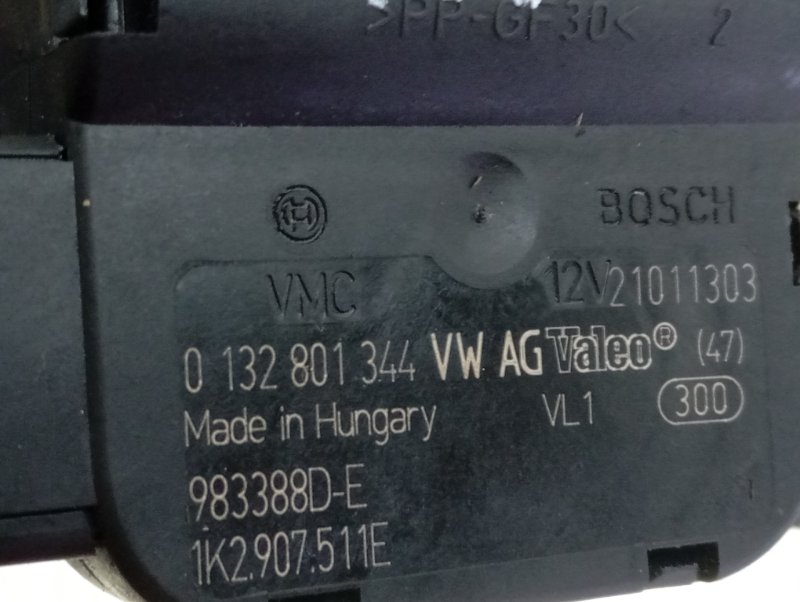 >PP-GF30< 2
BOSCH
VMC 12V 21011303
0 132 801 344 VW AG Valeo® (47)
Made in Hungary VL1 300
983388D-E
1K2.907.511E